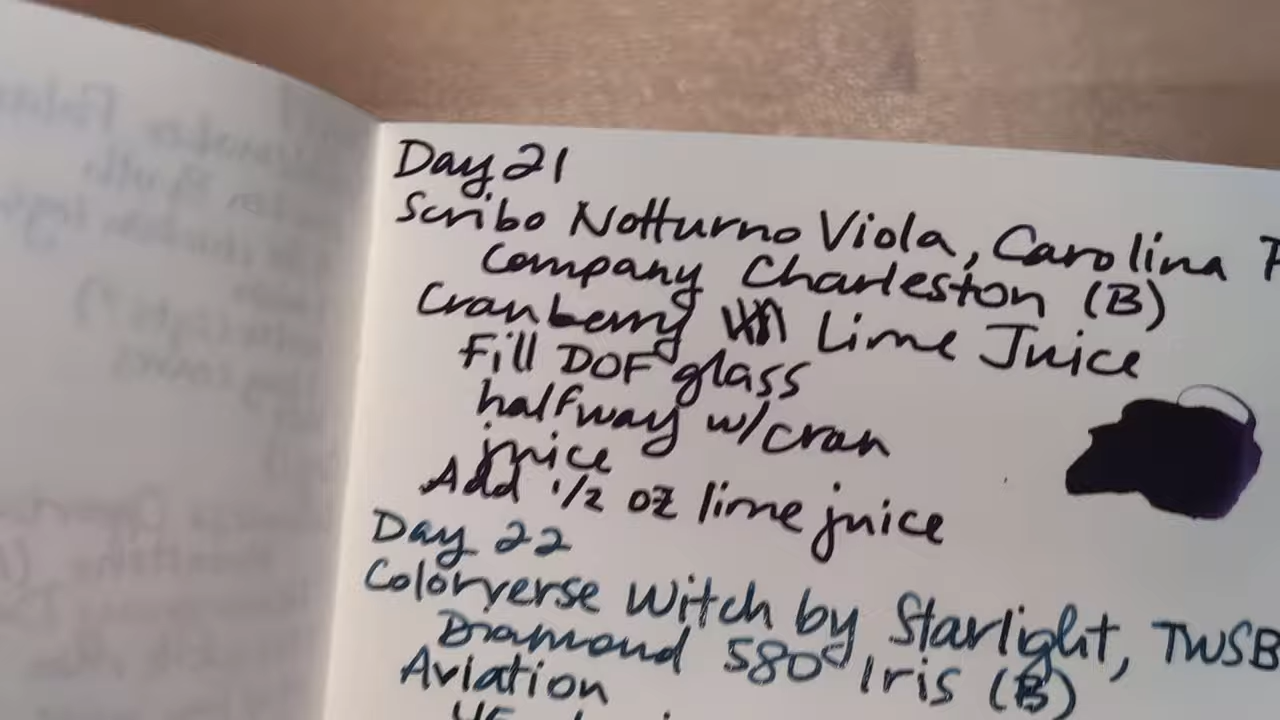 Day 21
Scribo Notturno Viola, Carolina
Company Charleston (B)
Cranberry Lime Juice
Fill DOF glass
halfway w/cran
juice
Add 1/2 oz lime juice
Day 22
Colorverse Witch by Starlight, TWSB
Diamond 580 Iris (B)
Aviation